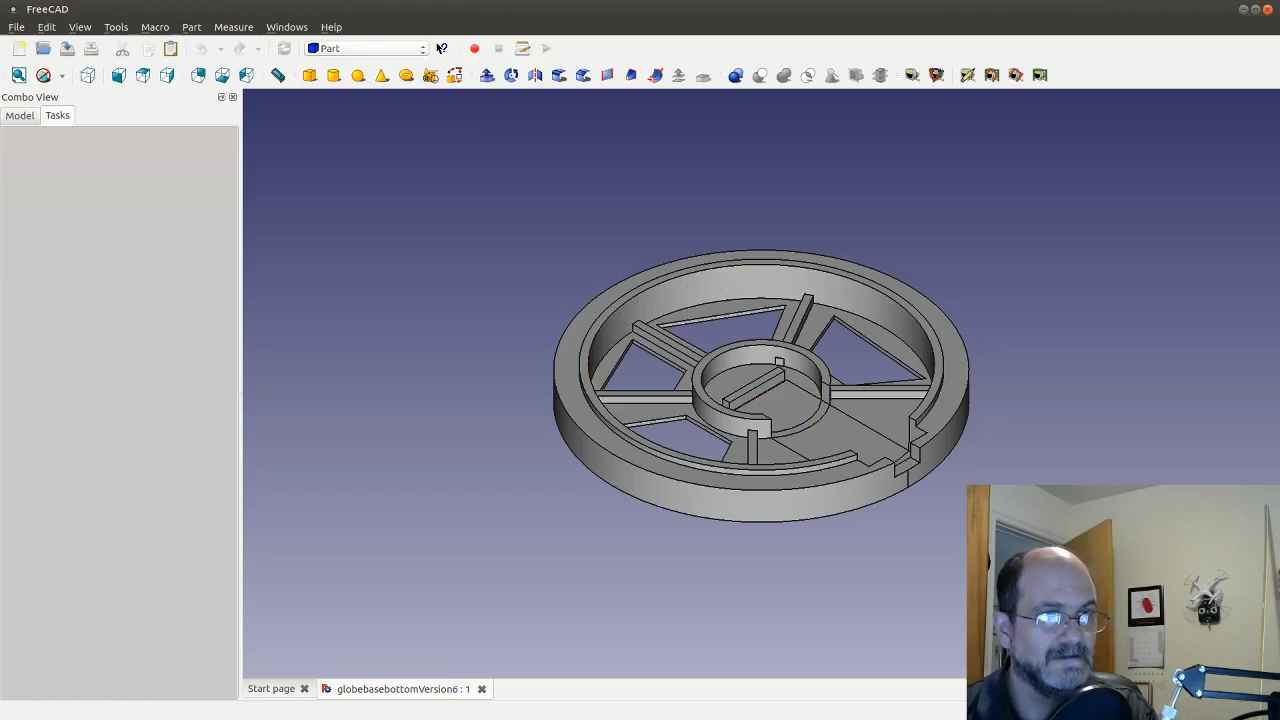 FreeCAD
File Edit View Tools Macro Part Measure Windows Help
Part
Combo View
Model Tasks
Start page globebasebottomVersion6 : 1